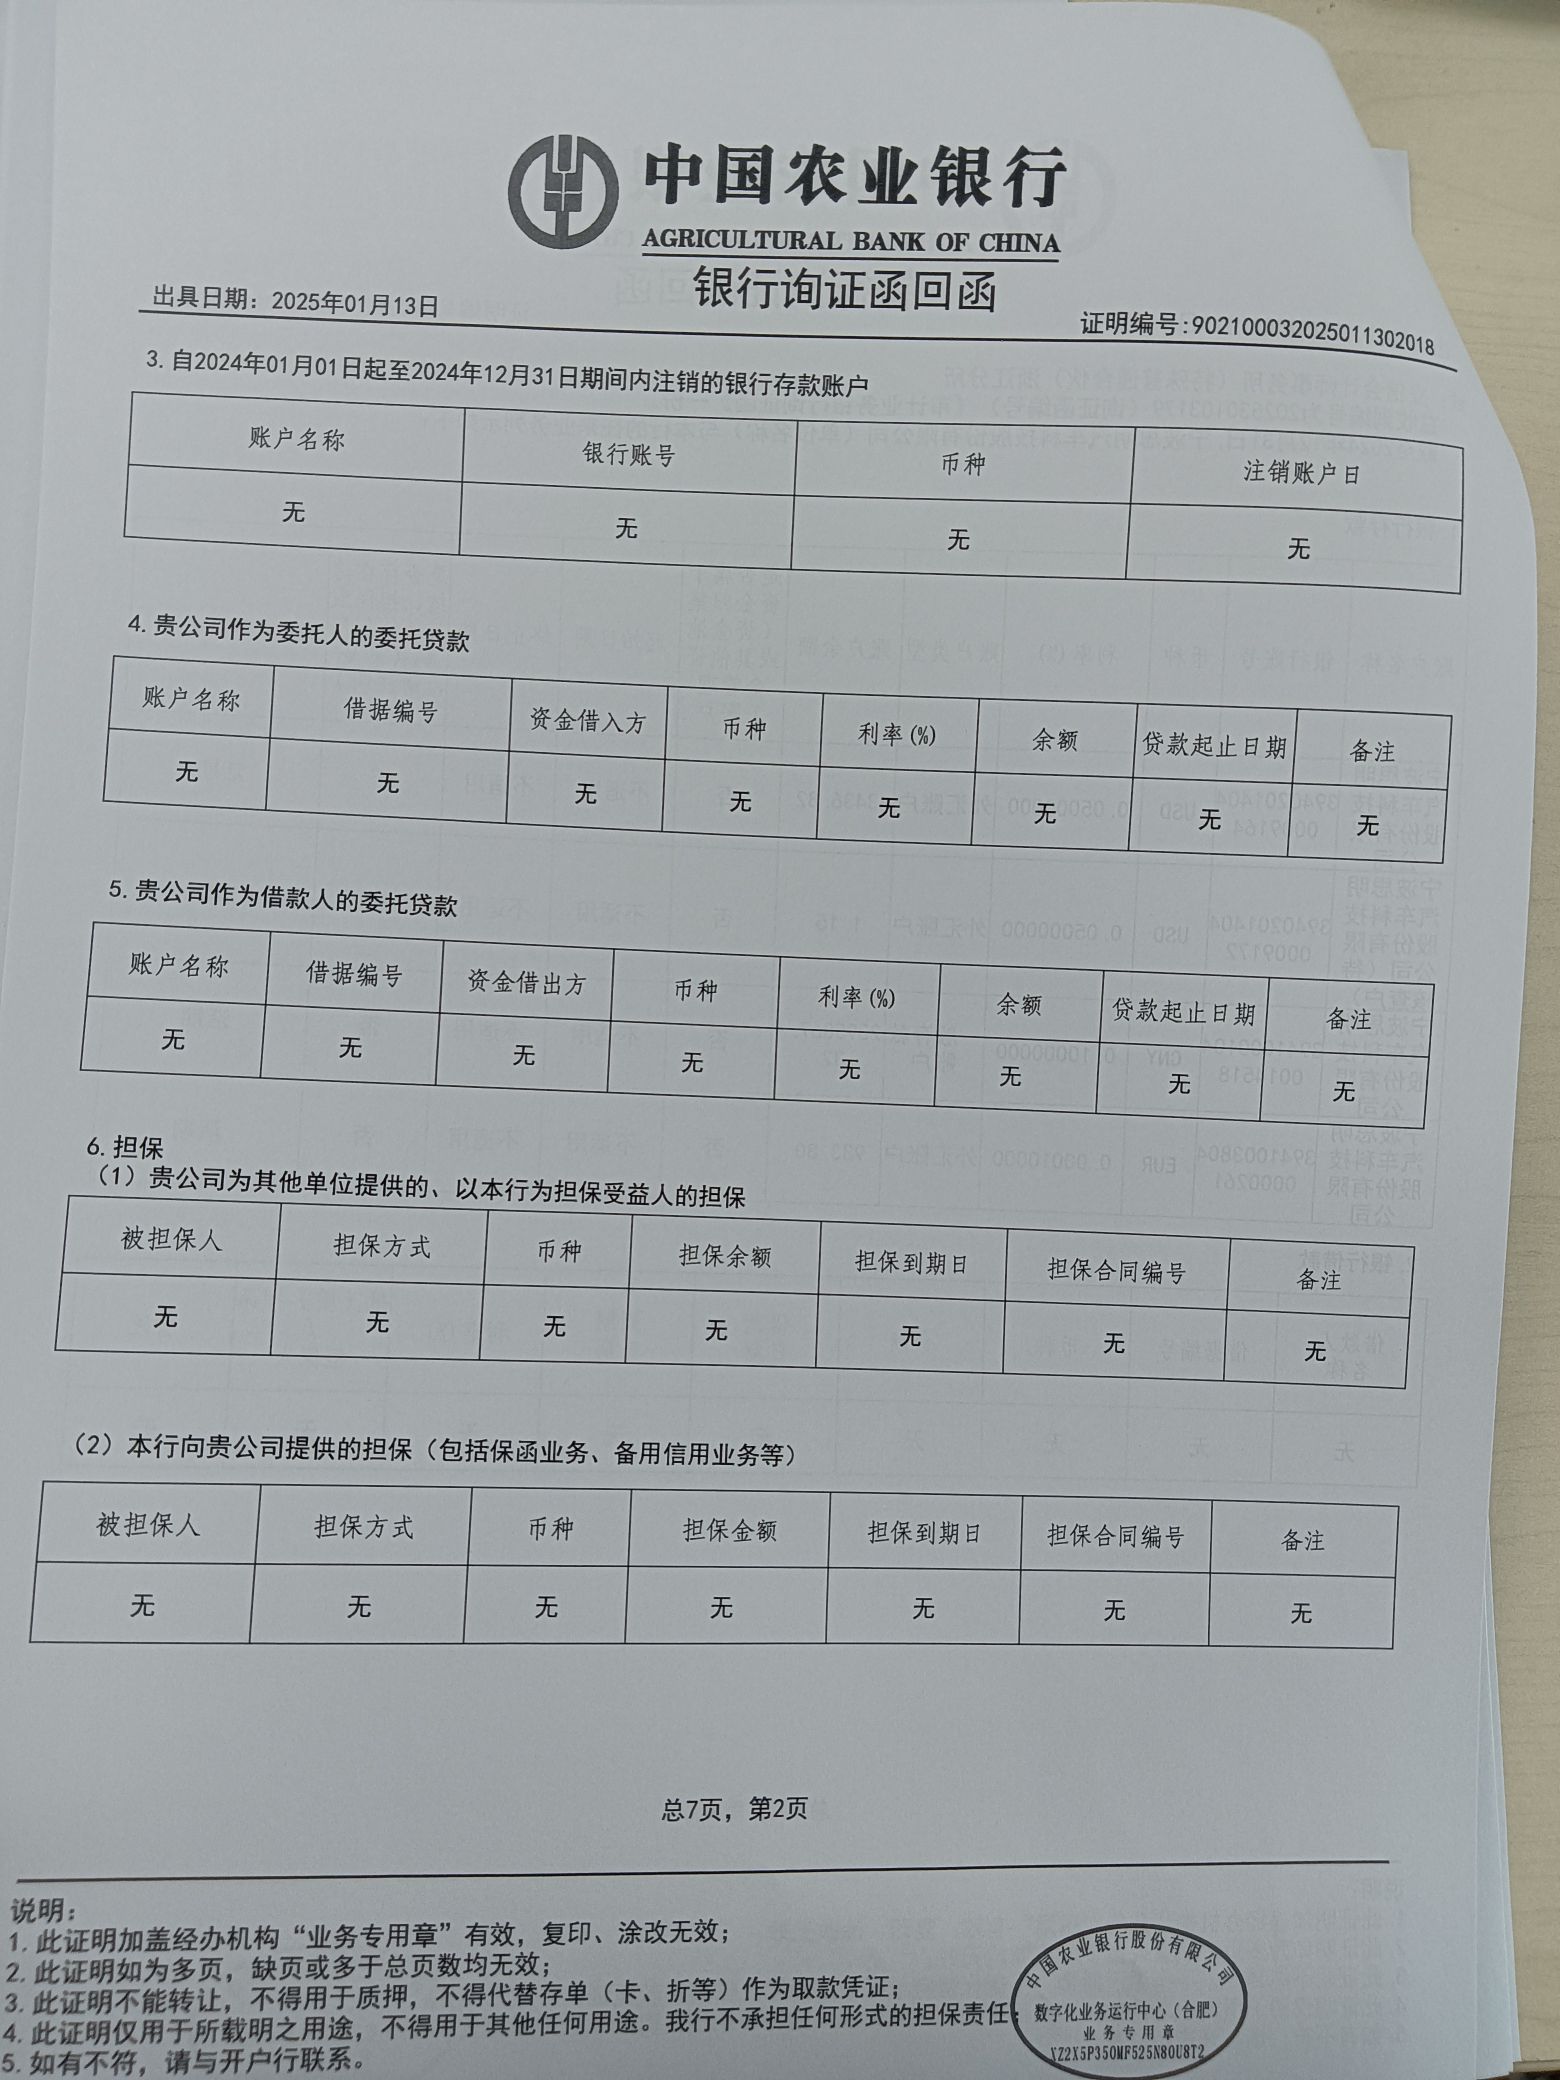 中国农业银行
AGRICULTURAL BANK OF CHINA
银行询证函回函
出具日期：2025年01月13日
证明编号:90210003202501130201​8
3.自2024年01月01日起至2024年12月31日期间内注销的银行存款账户
账户名称 银行账号 币种 注销账户日
无 无 无 无
4.贵公司作为委托人的委托贷款
账户名称 借据编号 资金借入方 币种 利率(%) 余额 贷款起止日期 备注
无 无 无 无 无 无 无 无
5.贵公司作为借款人的委托贷款
账户名称 借据编号 资金借出方 币种 利率(%) 余额 贷款起止日期 备注
无 无 无 无 无 无 无 无
6.担保
（1）贵公司为其他单位提供的、以本行为担保受益人的担保
被担保人 担保方式 币种 担保余额 担保到期日 担保合同编号 备注
无 无 无 无 无 无 无
（2）本行向贵公司提供的担保（包括保函业务、备用信用业务等）
被担保人 担保方式 币种 担保金额 担保到期日 担保合同编号 备注
无 无 无 无 无 无 无
总7页，第2页
说明：
1.此证明加盖经办机构“业务专用章”有效，复印、涂改无效；
2.此证明如为多页，缺页或多于总页数均无效；
3.此证明不能转让，不得用于质押，不得代替存单（卡、折等）作为取款凭证；
4.此证明仅用于所载明之用途，不得用于其他任何用途。我行不承担任何形式的担保责任；
5.如有不符，请与开户行联系。
中国农业银行股份有限公司
数字化业务运行中心（合肥）
业务专用章
XZ2X5P350MF525N80U8T2